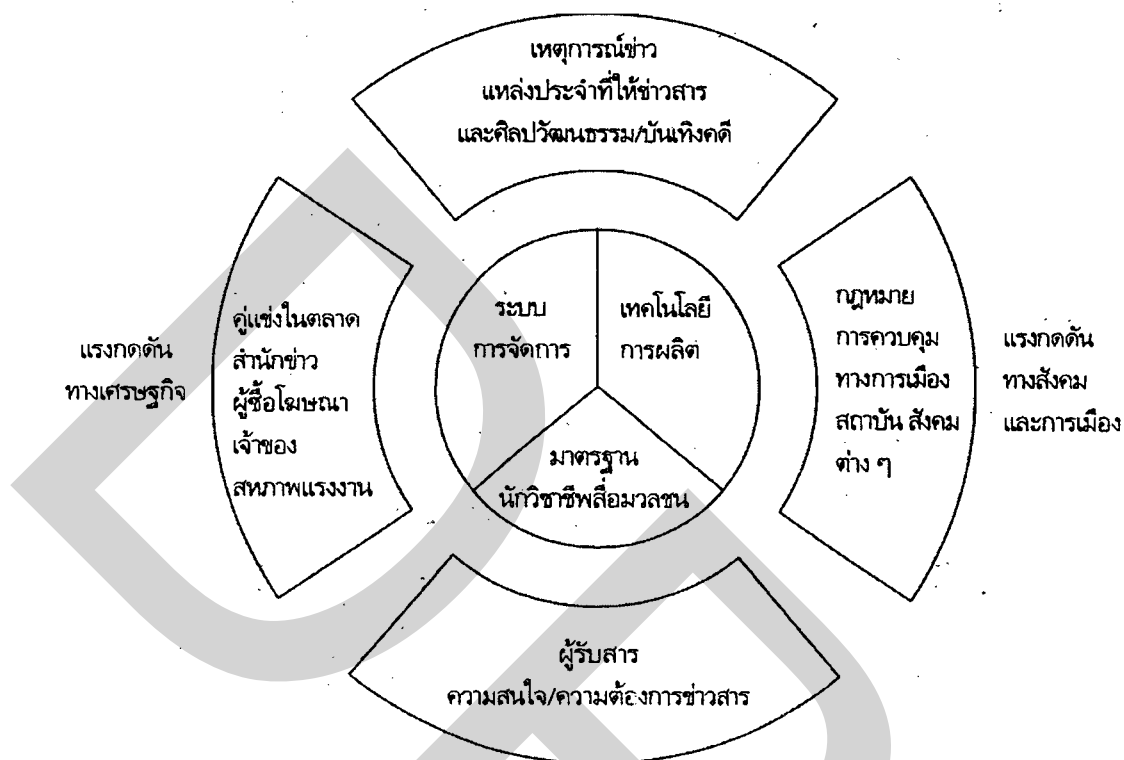 เหตุการณ์ข่าว
แหล่งประจำที่ให้ข่าวสาร
และศิลปวัฒนธรรม/บันเทิงคดี
แรงกดดัน
ทางเศรษฐกิจ
คู่แข่งในตลาด
สำนักข่าว
ผู้ซื้อโฆษณา
เจ้าของ
สหภาพแรงงาน
ระบบ
การจัดการ
เทคโนโลยี
การผลิต
มาตรฐาน
นักวิชาชีพสื่อมวลชน
กฎหมาย
การควบคุม
ทางการเมือง
สถาบัน สังคม
ต่าง ๆ
แรงกดดัน
ทางสังคม
และการเมือง
ผู้รับสาร
ความสนใจ/ความต้องการข่าวสาร